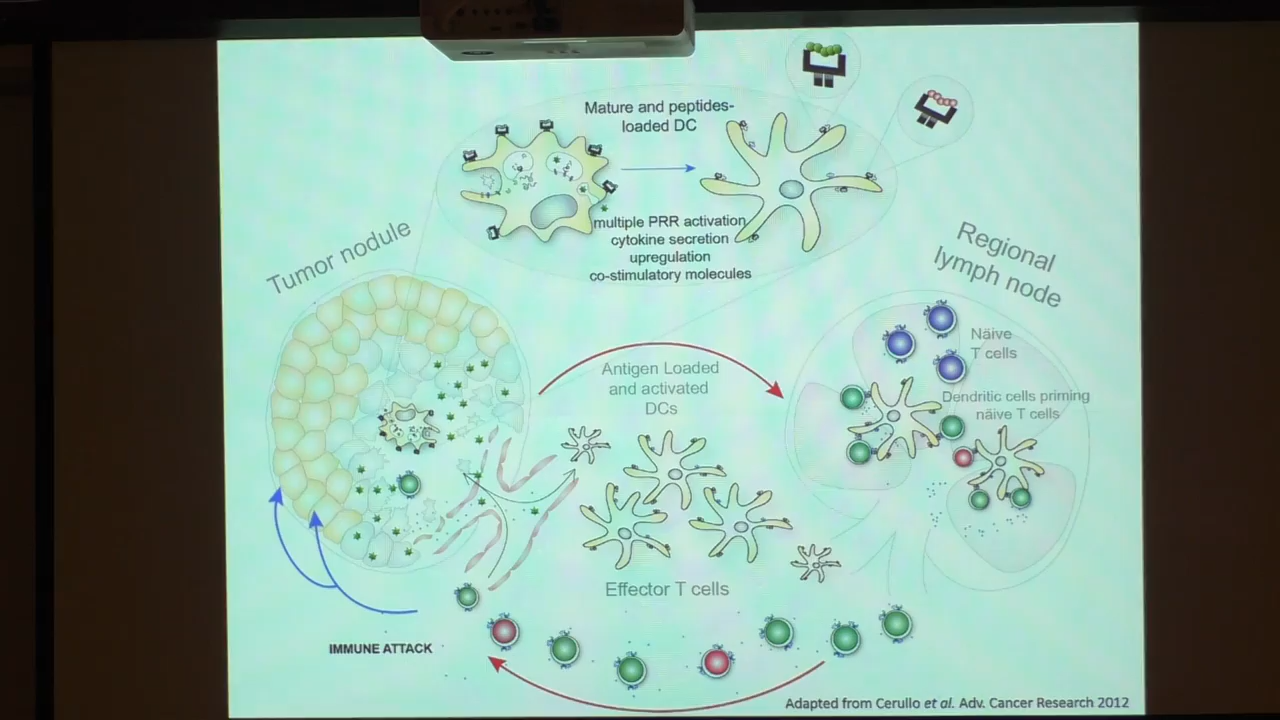 Mature and peptides-
loaded DC
multiple PRR activation
cytokine secretion
upregulation
co-stimulatory molecules
Tumor nodule
Regional
lymph node
Näive
T cells
Antigen Loaded
and activated
DCs
Dendritic cells priming
näive T cells
Effector T cells
IMMUNE ATTACK
Adapted from Cerullo et al. Adv. Cancer Research 2012